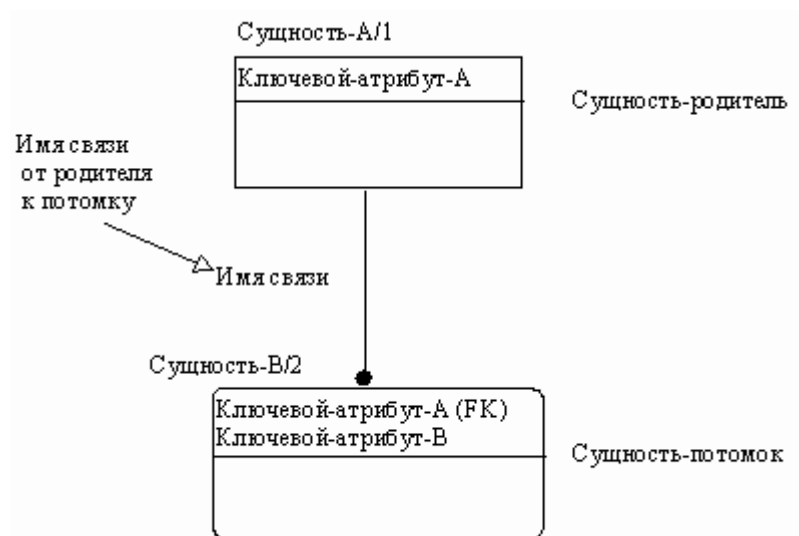 Сущность-A/1
Ключевой-атрибут-A
Сущность-родитель
Имя связи
от родителя
к потомку
Имя связи
Сущность-B/2
Ключевой-атрибут-A (FK)
Ключевой-атрибут-B
Сущность-потомок